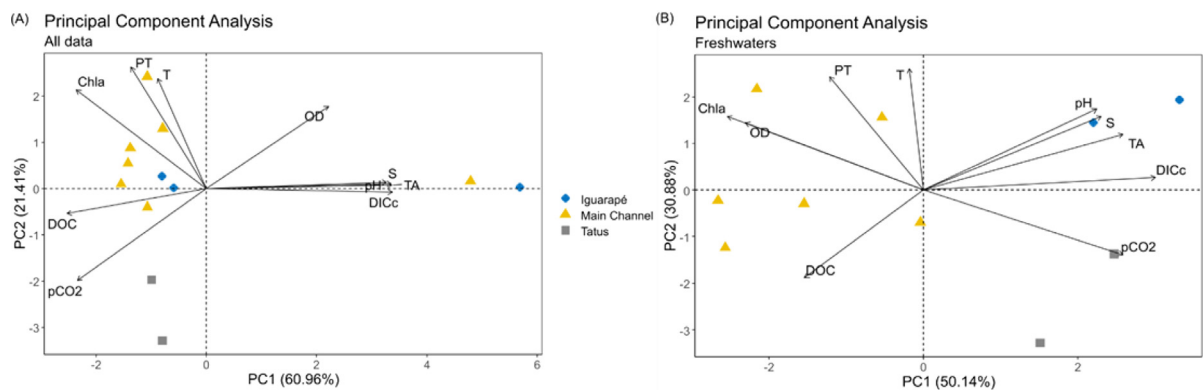 (A) Principal Component Analysis
All data
PT
T
Chla
OD
S
pH
TA
DICc
DOC
pCO2
2
1
0
-1
-2
-3
PC2 (21.41%)
-2 0 2 4 6
PC1 (60.96%)
Iguarapé
Main Channel
Tatus
(B) Principal Component Analysis
Freshwaters
PT
T
Chla
OD
pH
S
TA
DICc
pCO2
DOC
2
1
0
-1
-2
-3
PC2 (30.88%)
-2 0 2
PC1 (50.14%)